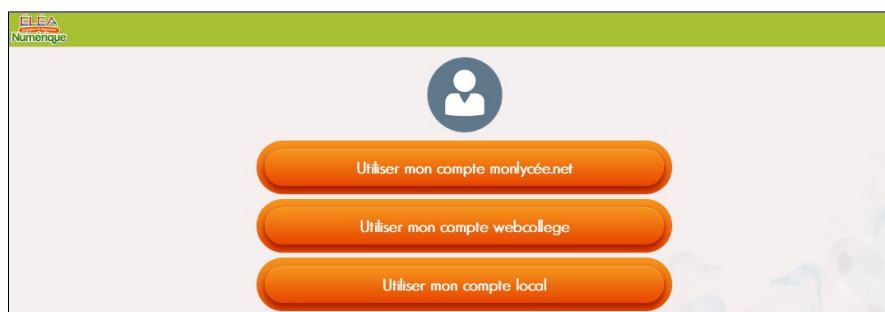 ÉLÉA
Numérique
Utiliser mon compte monlycée.net
Utiliser mon compte webcollege
Utiliser mon compte local